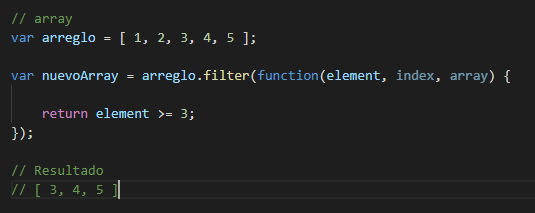 // array
var arreglo = [ 1, 2, 3, 4, 5 ];
var nuevoArray = arreglo.filter(function(element, index, array) {
return element >= 3;
});
// Resultado
// [ 3, 4, 5 ]